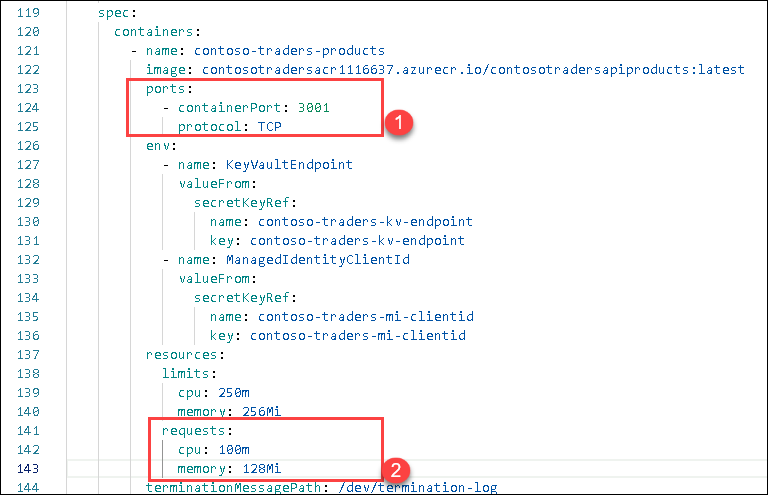 119 spec:
120 containers:
121 - name: contoso-traders-products
122 image: contosotradersacr1116637.azurecr.io/contosotradersapiproducts:latest
123 ports:
124 - containerPort: 3001
125 protocol: TCP
1
126 env:
127 - name: KeyVaultEndpoint
128 valueFrom:
129 secretKeyRef:
130 name: contoso-traders-kv-endpoint
131 key: contoso-traders-kv-endpoint
132 - name: ManagedIdentityClientId
133 valueFrom:
134 secretKeyRef:
135 name: contoso-traders-mi-clientid
136 key: contoso-traders-mi-clientid
137 resources:
138 limits:
139 cpu: 250m
140 memory: 256Mi
141 requests:
142 cpu: 100m
143 memory: 128Mi
2
144 terminationMessagePath: /dev/termination-log